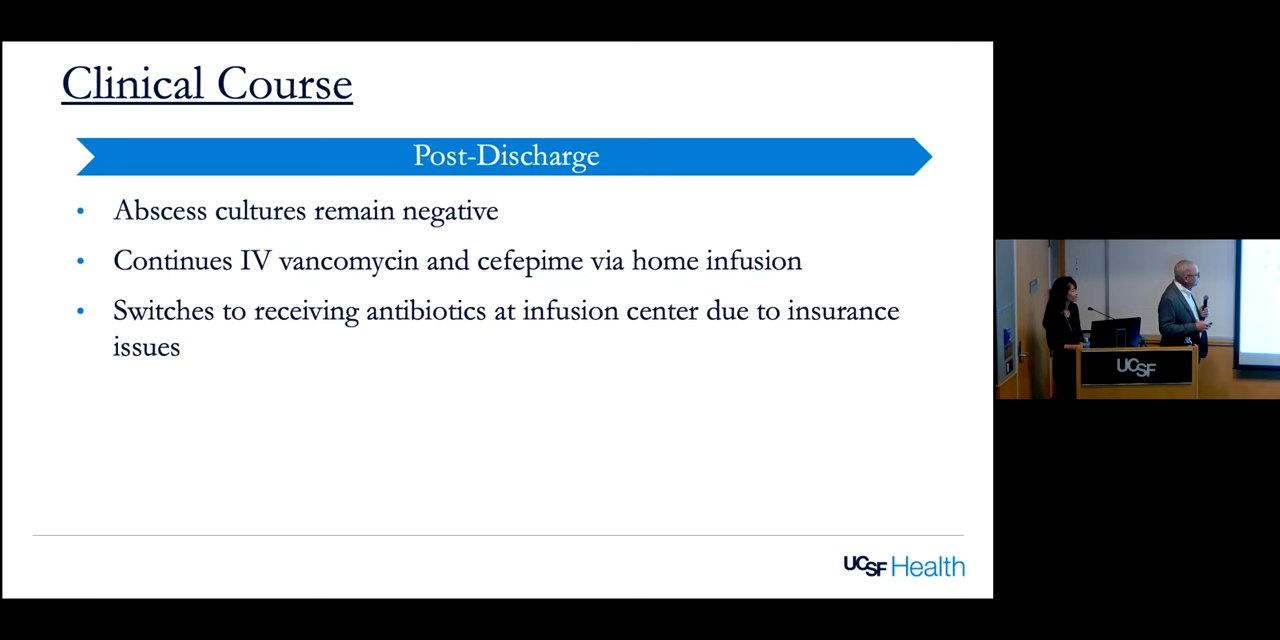 Clinical Course
Post-Discharge
• Abscess cultures remain negative
• Continues IV vancomycin and cefepime via home infusion
• Switches to receiving antibiotics at infusion center due to insurance
issues
UCSF Health
UCSF